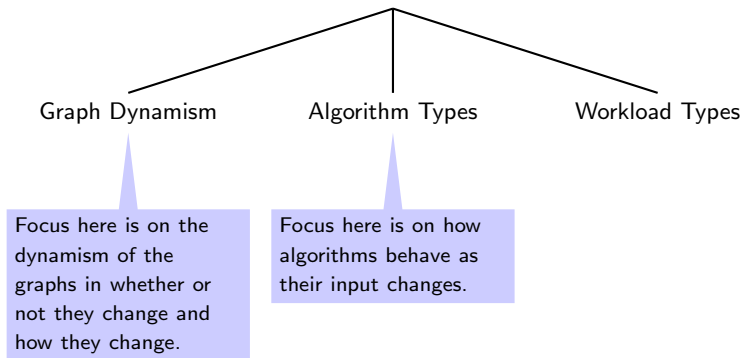 Graph Dynamism
Algorithm Types
Workload Types
Focus here is on the
dynamism of the
graphs in whether or
not they change and
how they change.
Focus here is on how
algorithms behave as
their input changes.